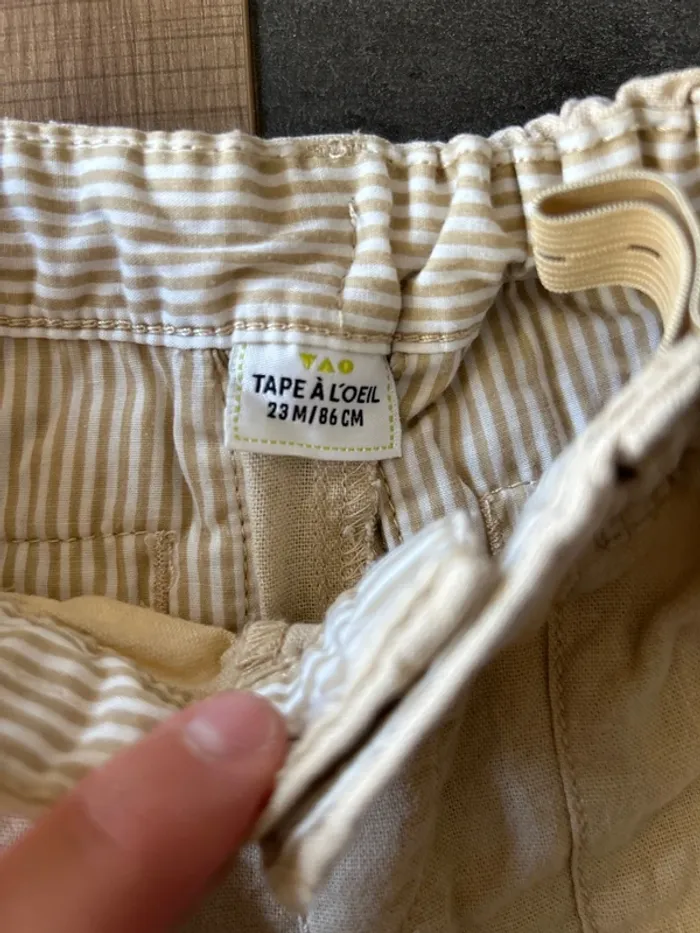 TAO
TAPE À L'OEIL
23 M/86 CM